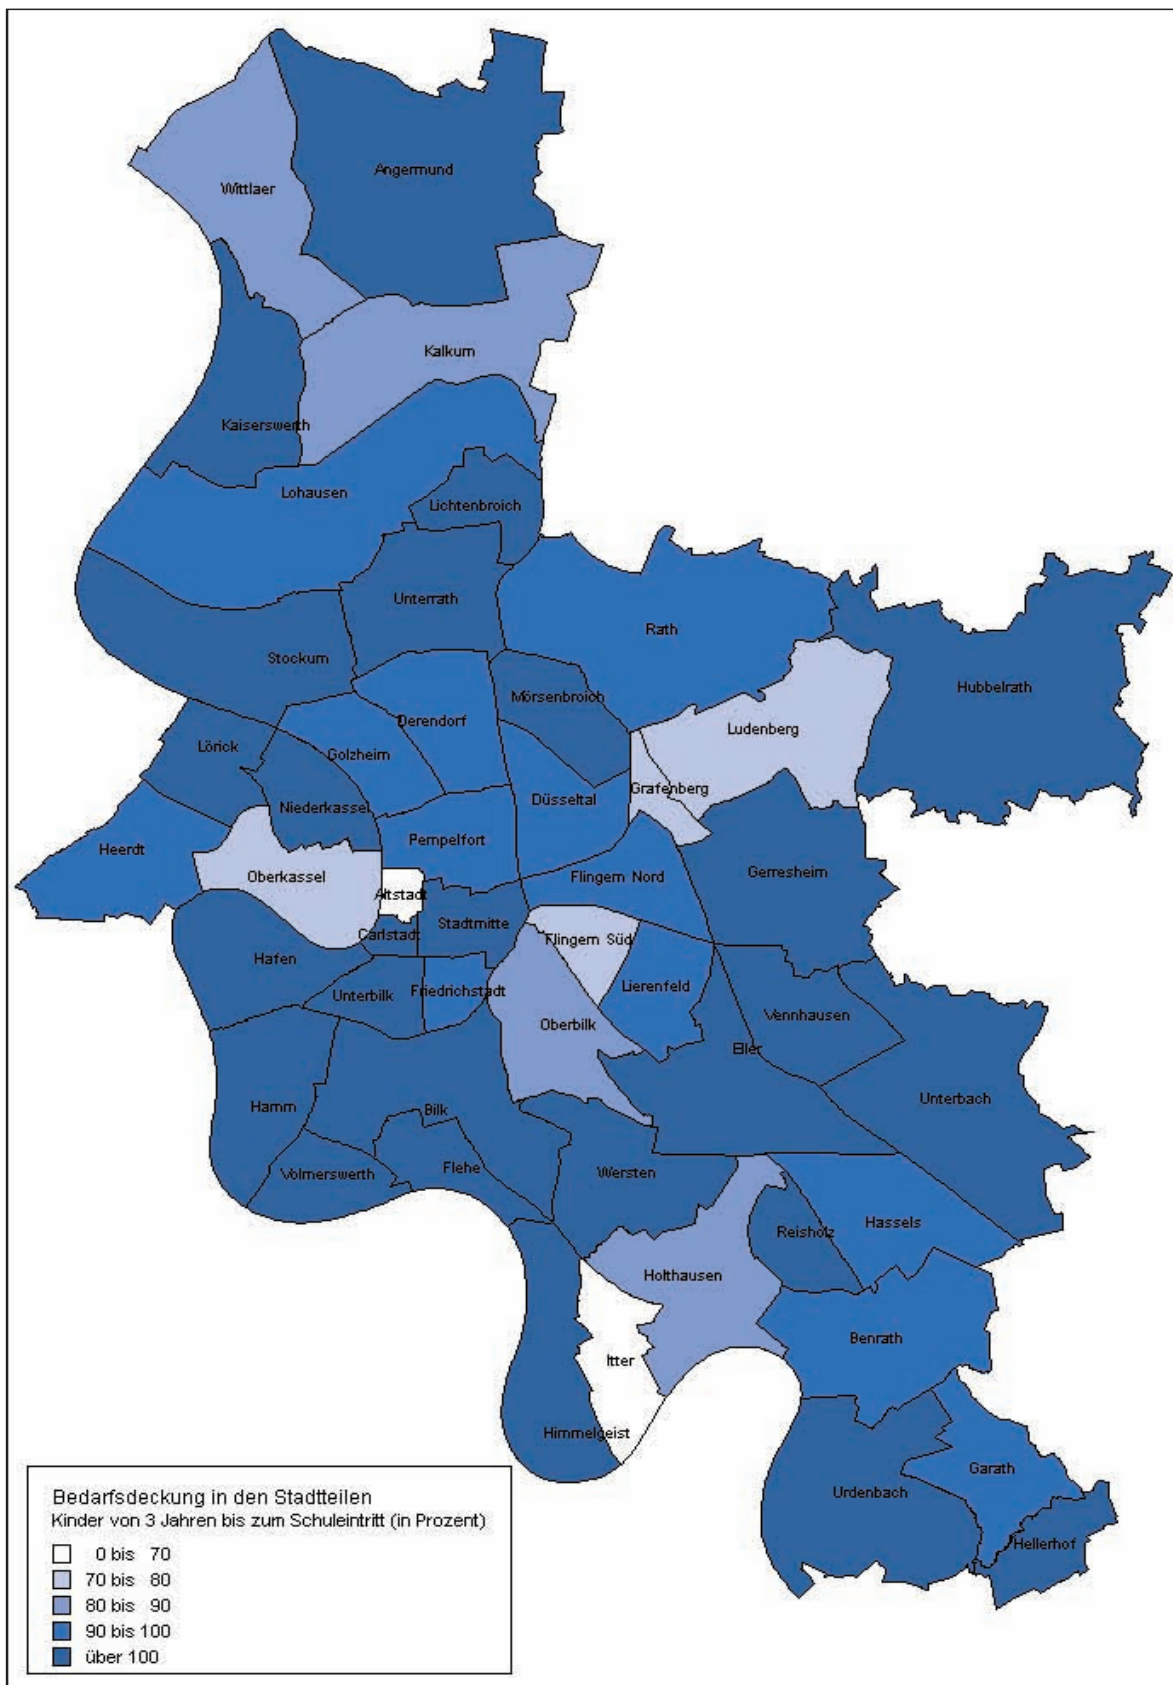 Angermund
Wittlaer
Kalkum
Kaiserswerth
Lohausen
Lichtenbroich
Unterrath
Rath
Stockum
Hubbelrath
Mörsenbroich
Derendorf
Ludenberg
Lörick
Golzheim
Grafenberg
Düsseltal
Niederkassel
Pempelfort
Heerdt
Gerresheim
Oberkassel
Flingern Nord
Altstadt
Stadtmitte
Carlstadt
Flingern Süd
Hafen
Lierenfeld
Friedrichstadt
Unterbilk
Vennhausen
Oberbilk
Eller
Unterbach
Hamm
Bilk
Flehe
Wersten
Volmerswerth
Hassels
Reisholz
Holthausen
Benrath
Itter
Himmelgeist
Garath
Urdenbach
Hellerhof
Bedarfsdeckung in den Stadtteilen
Kinder von 3 Jahren bis zum Schuleintritt (in Prozent)
0 bis 70
70 bis 80
80 bis 90
90 bis 100
über 100